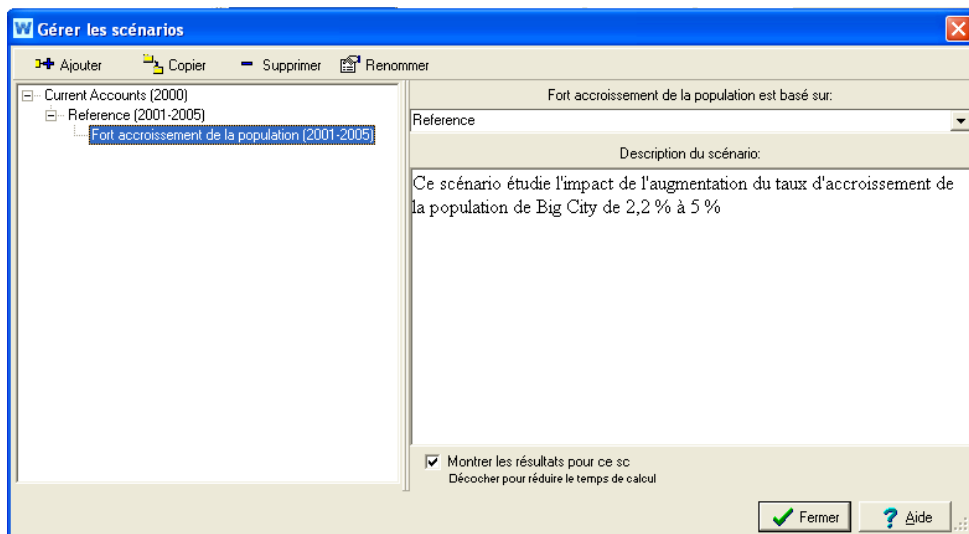 W Gérer les scénarios
Ajouter Copier Supprimer Renommer
Current Accounts (2000)
Reference (2001-2005)
Fort accroissement de la population (2001-2005)
Fort accroissement de la population est basé sur:
Reference
Description du scénario:
Ce scénario étudie l'impact de l'augmentation du taux d'accroissement de
la population de Big City de 2,2 % à 5 %
Montrer les résultats pour ce sc
Décocher pour réduire le temps de calcul
Fermer ? Aide